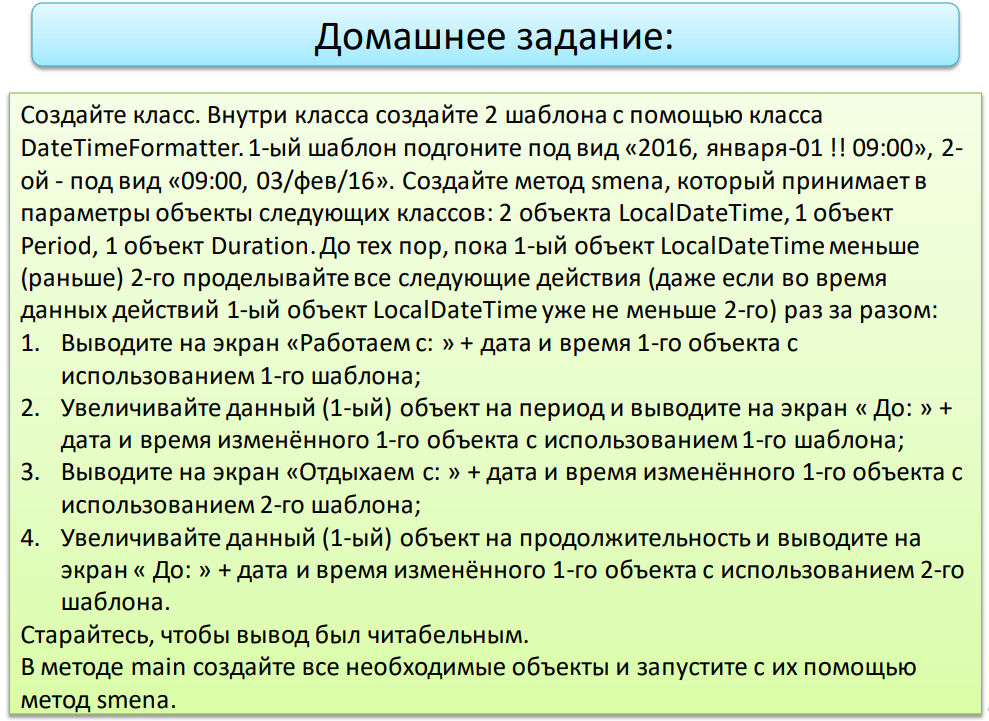 Домашнее задание:
Создайте класс. Внутри класса создайте 2 шаблона с помощью класса
DateTimeFormatter. 1-ый шаблон подгоните под вид «2016, января-01 !! 09:00», 2-
ой - под вид «09:00, 03/фев/16». Создайте метод smena, который принимает в
параметры объекты следующих классов: 2 объекта LocalDateTime, 1 объект
Period, 1 объект Duration. До тех пор, пока 1-ый объект LocalDateTime меньше
(раньше) 2-го проделывайте все следующие действия (даже если во время
данных действий 1-ый объект LocalDateTime уже не меньше 2-го) раз за разом:
1. Выводите на экран «Работаем с: » + дата и время 1-го объекта с
использованием 1-го шаблона;
2. Увеличивайте данный (1-ый) объект на период и выводите на экран « До: » +
дата и время изменённого 1-го объекта с использованием 1-го шаблона;
3. Выводите на экран «Отдыхаем с: » + дата и время изменённого 1-го объекта с
использованием 2-го шаблона;
4. Увеличивайте данный (1-ый) объект на продолжительность и выводите на
экран « До: » + дата и время изменённого 1-го объекта с использованием 2-го
шаблона.
Старайтесь, чтобы вывод был читабельным.
В методе main создайте все необходимые объекты и запустите с их помощью
метод smena.